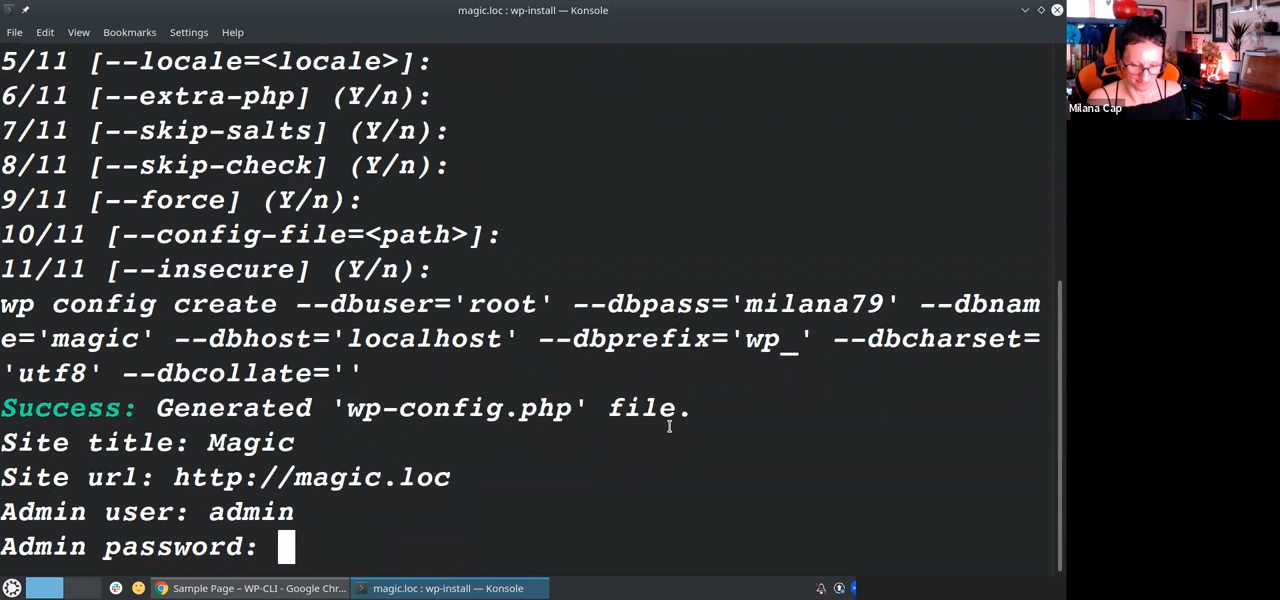 magic.loc : wp-install — Konsole
File Edit View Bookmarks Settings Help
5/11 [--locale=<locale>]:
6/11 [--extra-php] (Y/n):
7/11 [--skip-salts] (Y/n):
8/11 [--skip-check] (Y/n):
9/11 [--force] (Y/n):
10/11 [--config-file=<path>]:
11/11 [--insecure] (Y/n):
wp config create --dbuser='root' --dbpass='milana79' --dbnam
e='magic' --dbhost='localhost' --dbprefix='wp_' --dbcharset=
'utf8' --dbcollate=''
Success: Generated 'wp-config.php' file.
Site title: Magic
Site url: http://magic.loc
Admin user: admin
Admin password:
Sample Page – WP-CLI - Google Chr...
magic.loc : wp-install — Konsole
Milana Cap